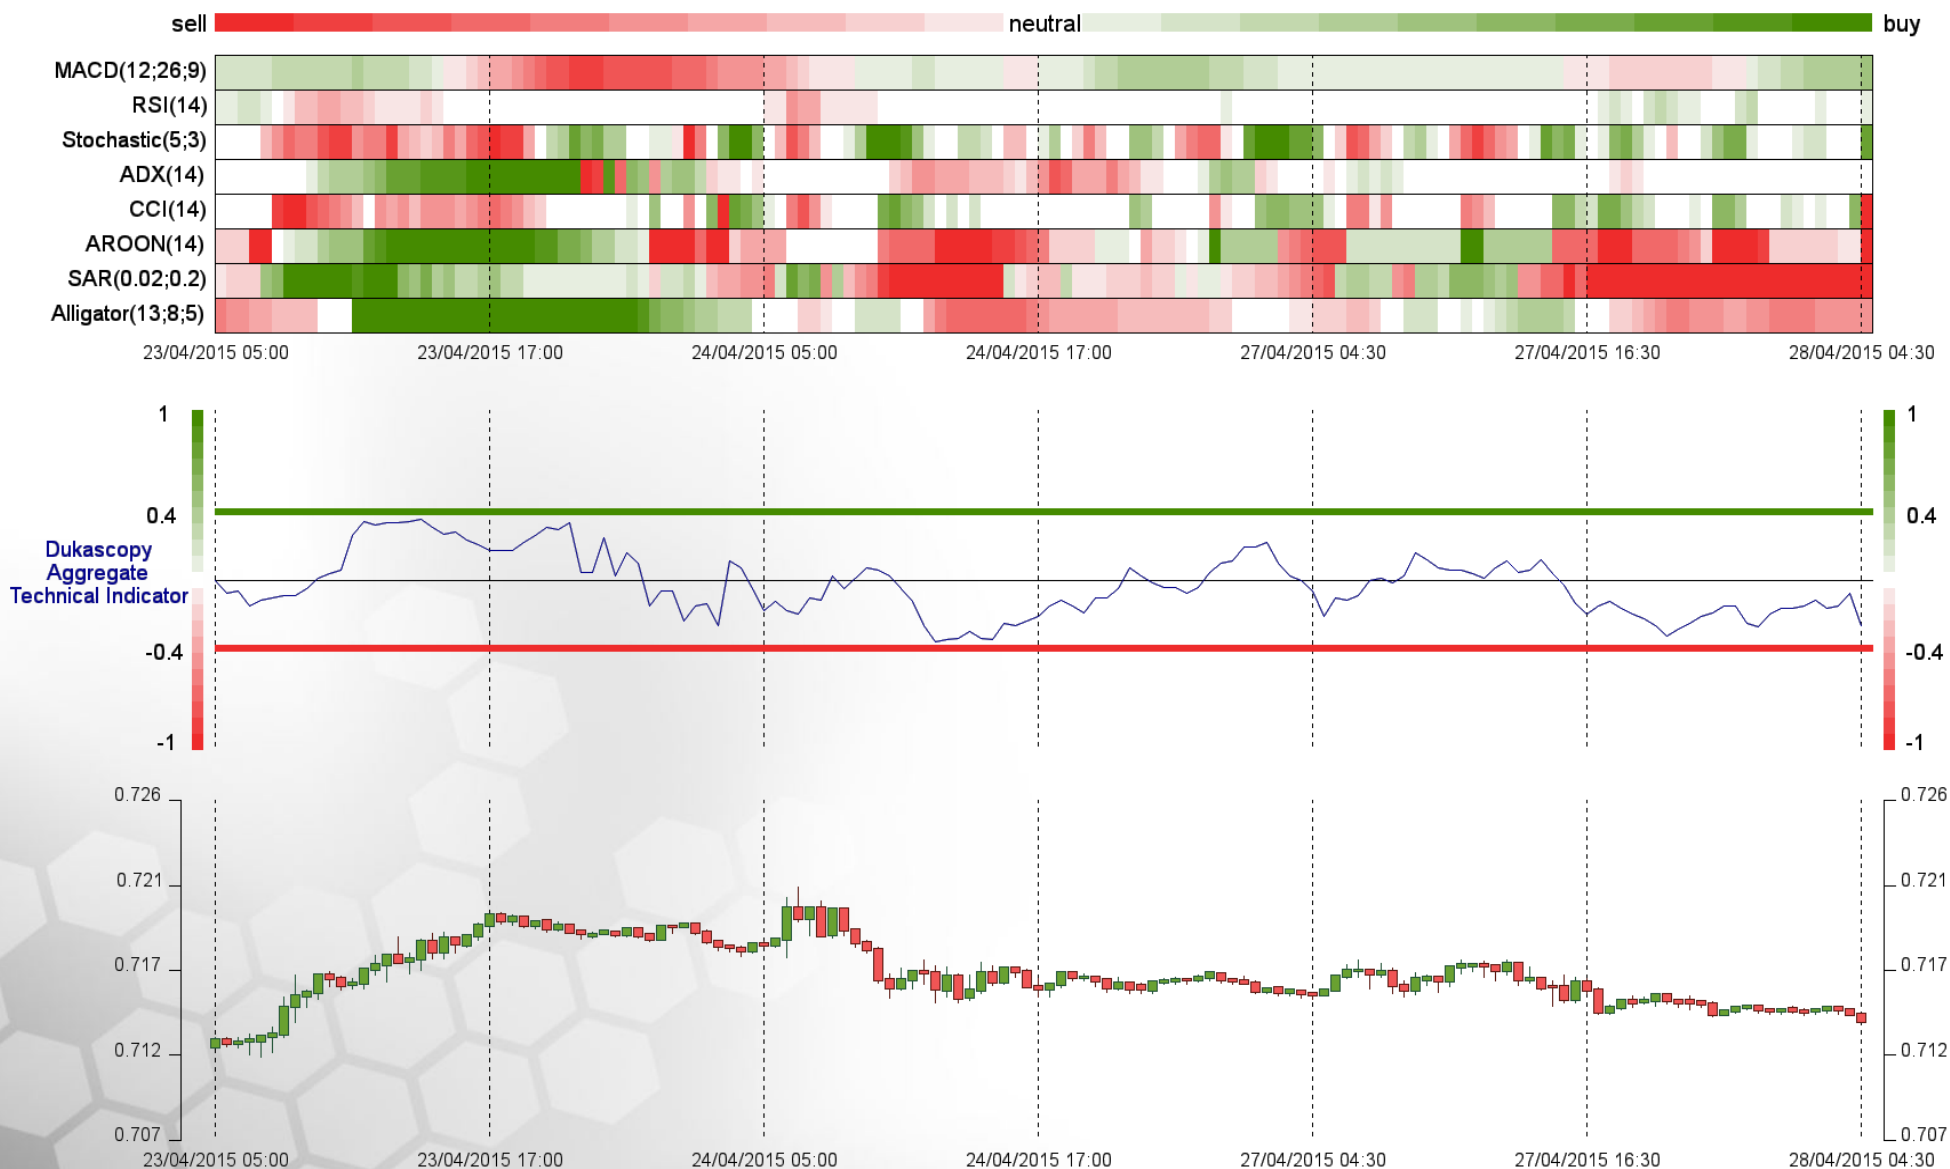 sell neutral buy
MACD(12;26;9)
RSI(14)
Stochastic(5;3)
ADX(14)
CCI(14)
AROON(14)
SAR(0.02;0.2)
Alligator(13;8;5)
23/04/2015 05:00 23/04/2015 17:00 24/04/2015 05:00 24/04/2015 17:00 27/04/2015 04:30 27/04/2015 16:30 28/04/2015 04:30
1 1
0.4 0.4
Dukascopy
Aggregate
Technical Indicator
-0.4 -0.4
-1 -1
0.726 0.726
0.721 0.721
0.717 0.717
0.712 0.712
0.707 0.707
23/04/2015 05:00 23/04/2015 17:00 24/04/2015 05:00 24/04/2015 17:00 27/04/2015 04:30 27/04/2015 16:30 28/04/2015 04:30